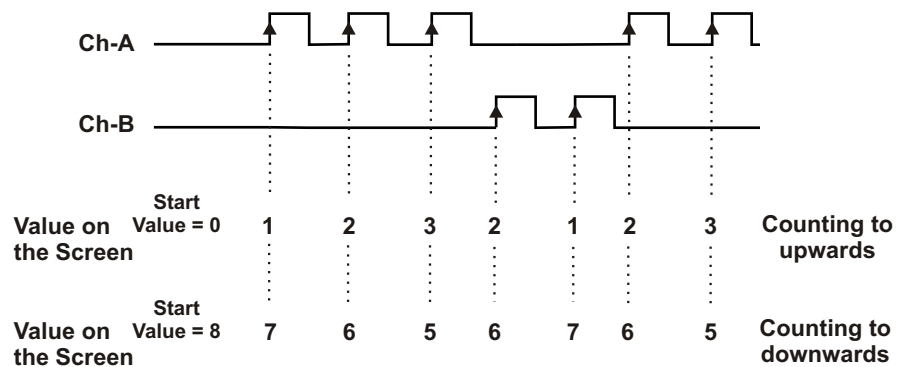 Ch-A
Ch-B
Start
Value on Value = 0 1 2 3 2 1 2 3 Counting to
the Screen upwards
Start
Value on Value = 8 7 6 5 6 7 6 5 Counting to
the Screen downwards